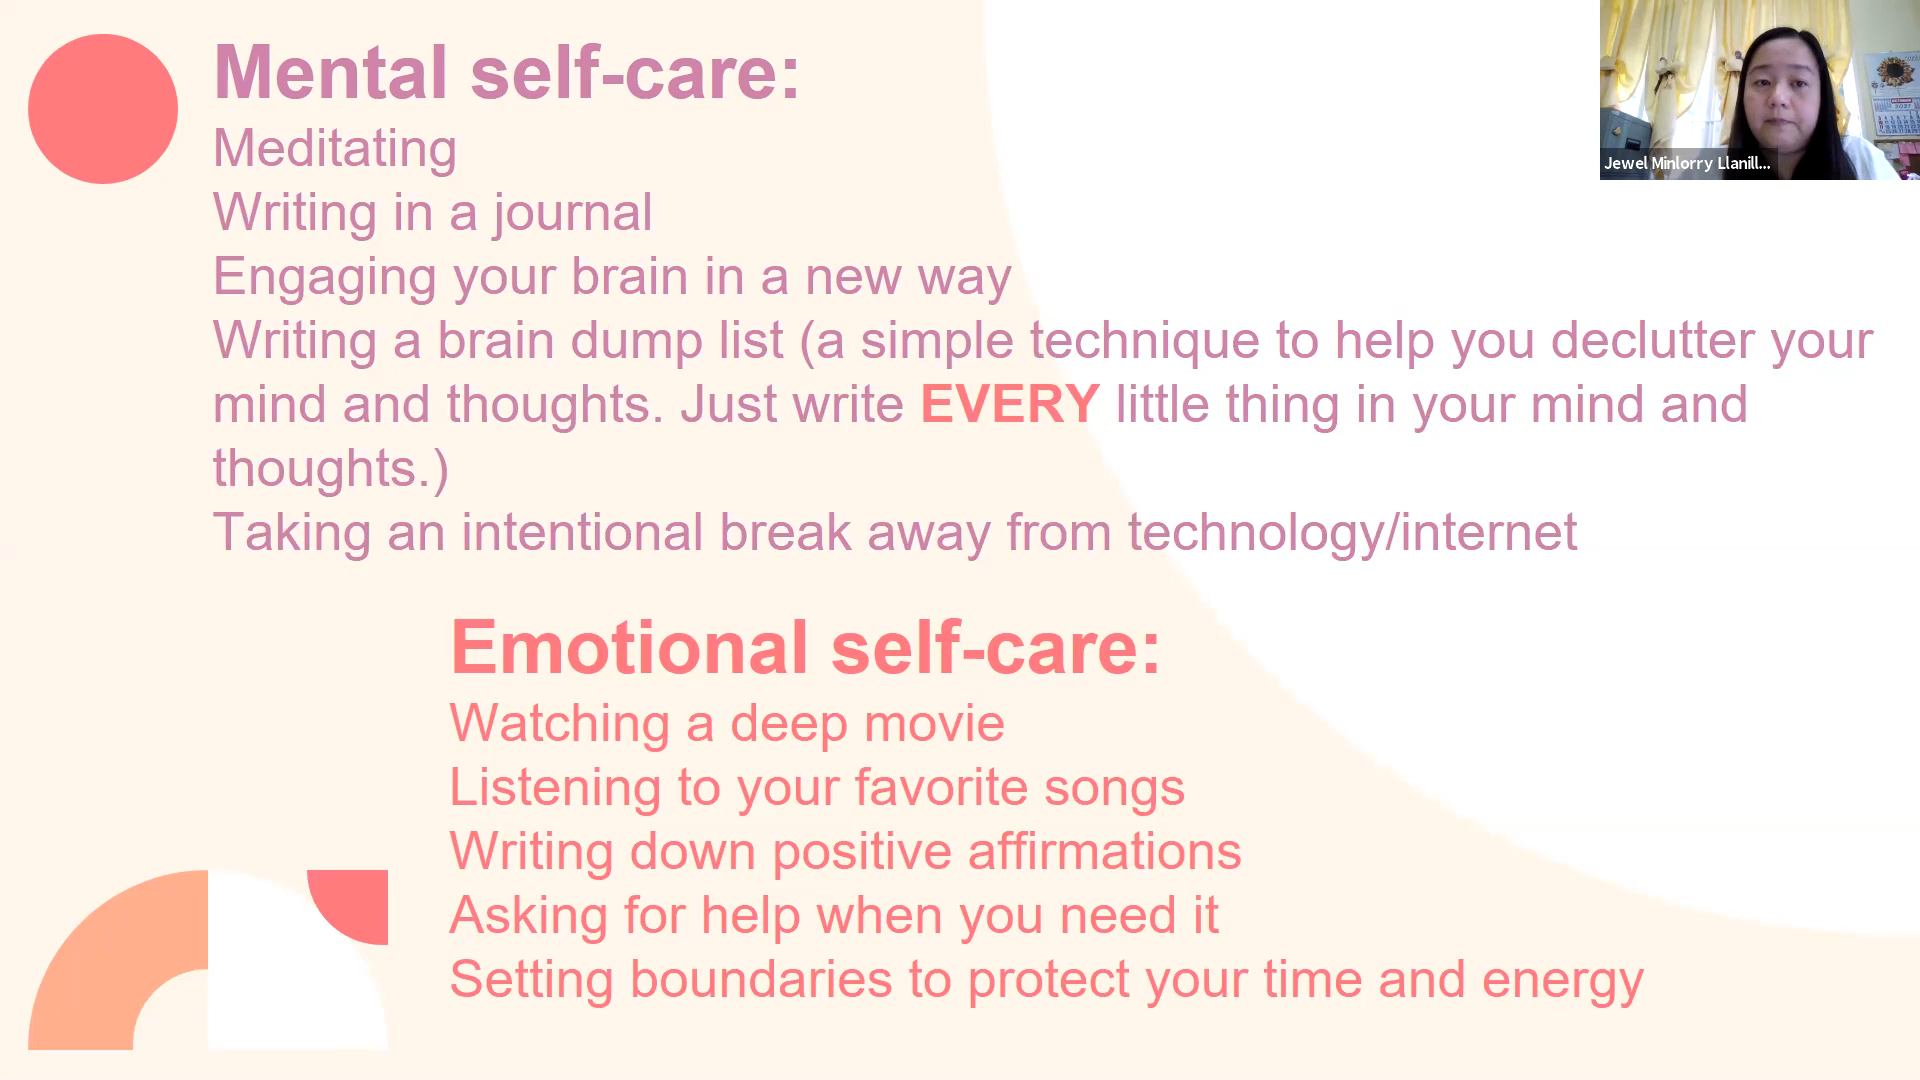 Mental self-care:
Meditating
Writing in a journal
Engaging your brain in a new way
Writing a brain dump list (a simple technique to help you declutter your
mind and thoughts. Just write EVERY little thing in your mind and
thoughts.)
Taking an intentional break away from technology/internet
Emotional self-care:
Watching a deep movie
Listening to your favorite songs
Writing down positive affirmations
Asking for help when you need it
Setting boundaries to protect your time and energy
Jewel Minlorry Llanill...